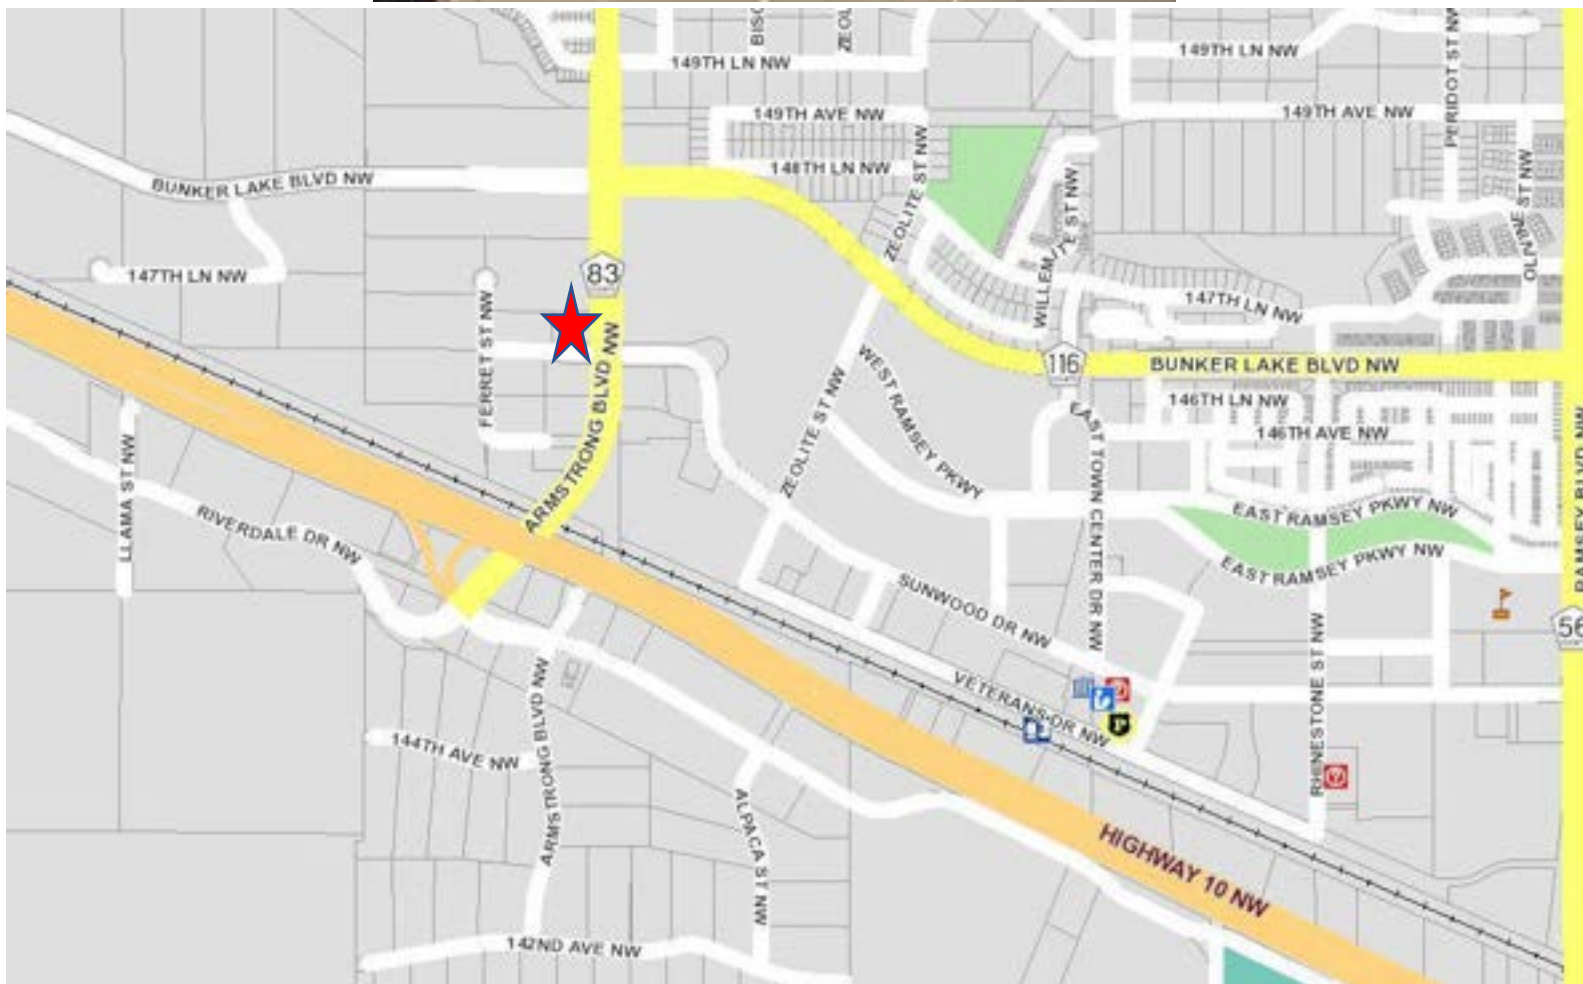 BISO
ZEOL
PERIDOT ST NW
149TH LN NW
149TH LN NW
149TH AVE NW
149TH AVE NW
148TH LN NW
BUNKER LAKE BLVD NW
ZEOLITE ST NW
OLIVINE ST NW
147TH LN NW
83
147TH LN NW
FERRET ST NW
ARMSTRONG BLVD NW
WEST RAMSEY PKWY
116
BUNKER LAKE BLVD NW
146TH LN NW
146TH AVE NW
ZEOLITE ST NW
EAST TOWN CENTER DR NW
RAMSEY BLVD NW
LLAMA ST NW
RIVERDALE DR NW
EAST RAMSEY PKWY NW
EAST RAMSEY PKWY NW
SUNWOOD DR NW
56
RHINESTONE ST NW
VETERANS DR NW
P
144TH AVE NW
ARMSTRONG BLVD NW
ALPACA ST NW
HIGHWAY 10 NW
142ND AVE NW